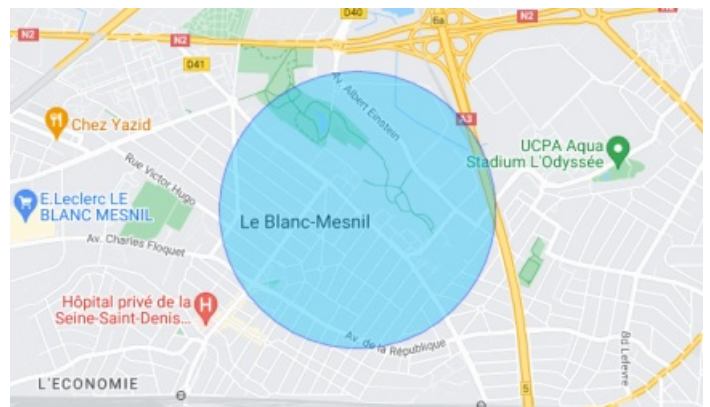 D40
N2
N2
6a
N2
D41
Av. Albert Einstein
Chez Yazid
A3
UCPA Aqua
Stadium L'Odyssée
Rue Victor Hugo
E.Leclerc LE
BLANC MESNIL
Le Blanc-Mesnil
Av. Charles Floquet
Hôpital privé de la
Seine-Saint-Denis...
H
Av. de la République
Bd Lefevre
L'ECONOMIE
5